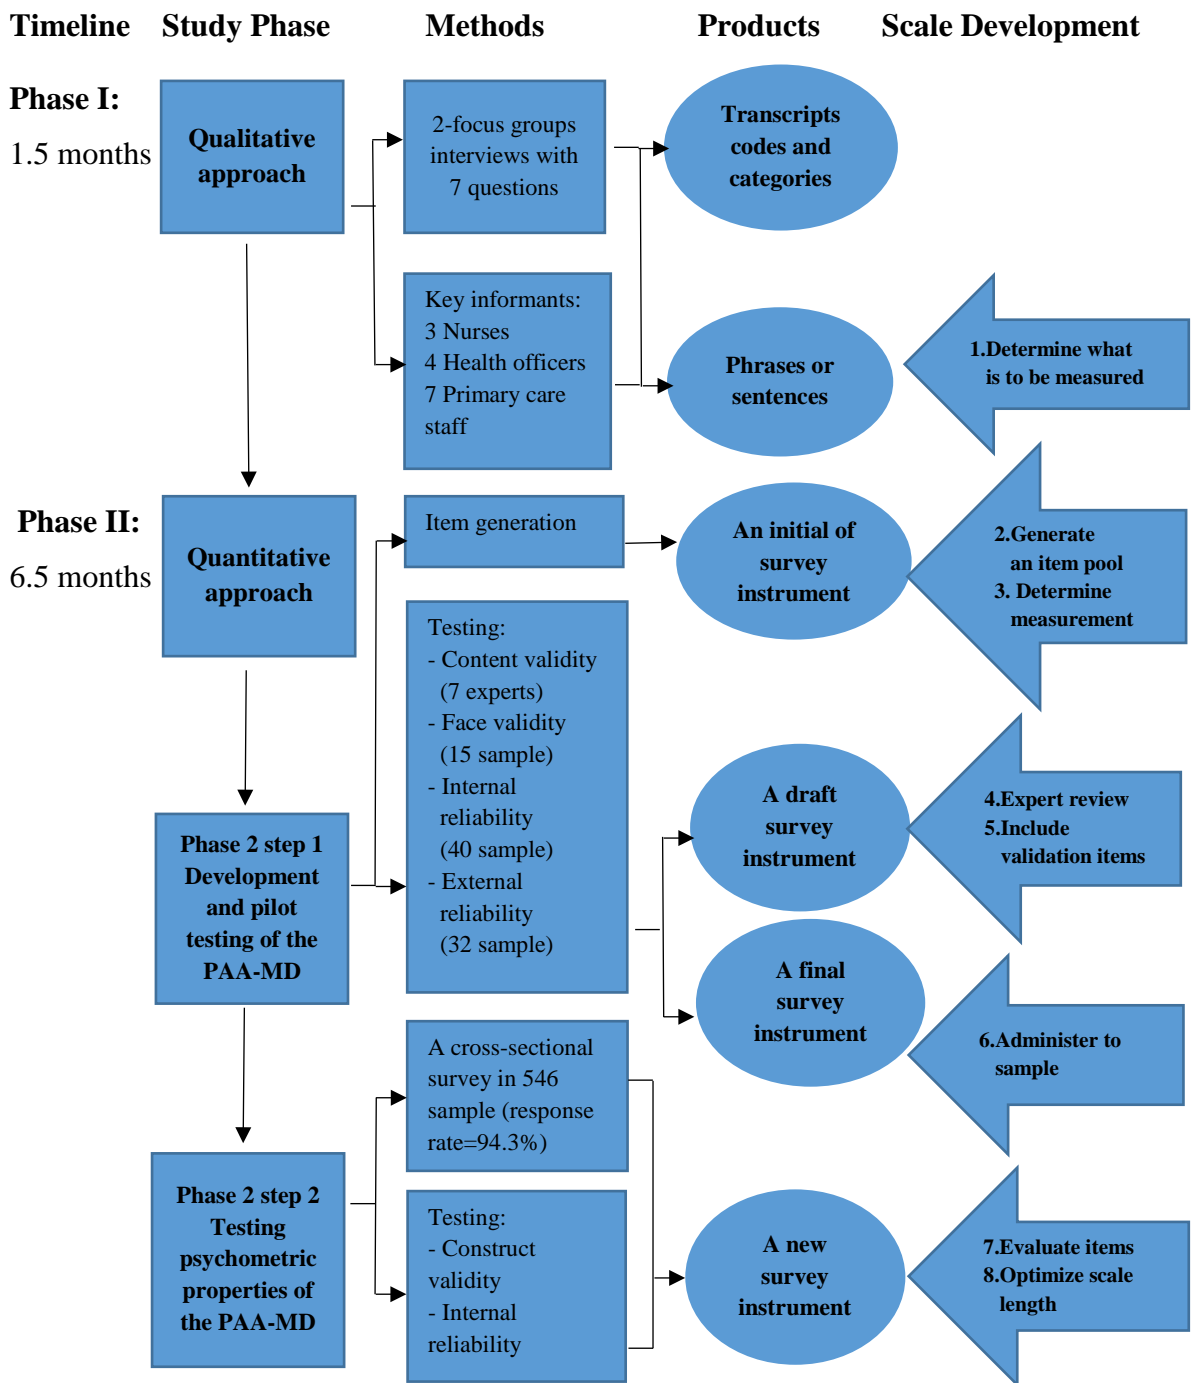 Timeline Study Phase Methods Products Scale Development
Phase I:
1.5 months
Qualitative
approach
2-focus groups
interviews with
7 questions
Transcripts
codes and
categories
Key informants:
3 Nurses
4 Health officers
7 Primary care
staff
Phrases or
sentences
1.Determine what
is to be measured
Phase II:
6.5 months
Quantitative
approach
Item generation
An initial of
survey
instrument
2.Generate
an item pool
3. Determine
measurement
Phase 2 step 1
Development
and pilot
testing of the
PAA-MD
Testing:
- Content validity
(7 experts)
- Face validity
(15 sample)
- Internal
reliability
(40 sample)
- External
reliability
(32 sample)
A draft
survey
instrument
4.Expert review
5.Include
validation items
A final
survey
instrument
6.Administer to
sample
Phase 2 step 2
Testing
psychometric
properties of
the PAA-MD
A cross-sectional
survey in 546
sample (response
rate=94.3%)
Testing:
- Construct
validity
- Internal
reliability
A new
survey
instrument
7.Evaluate items
8.Optimize scale
length